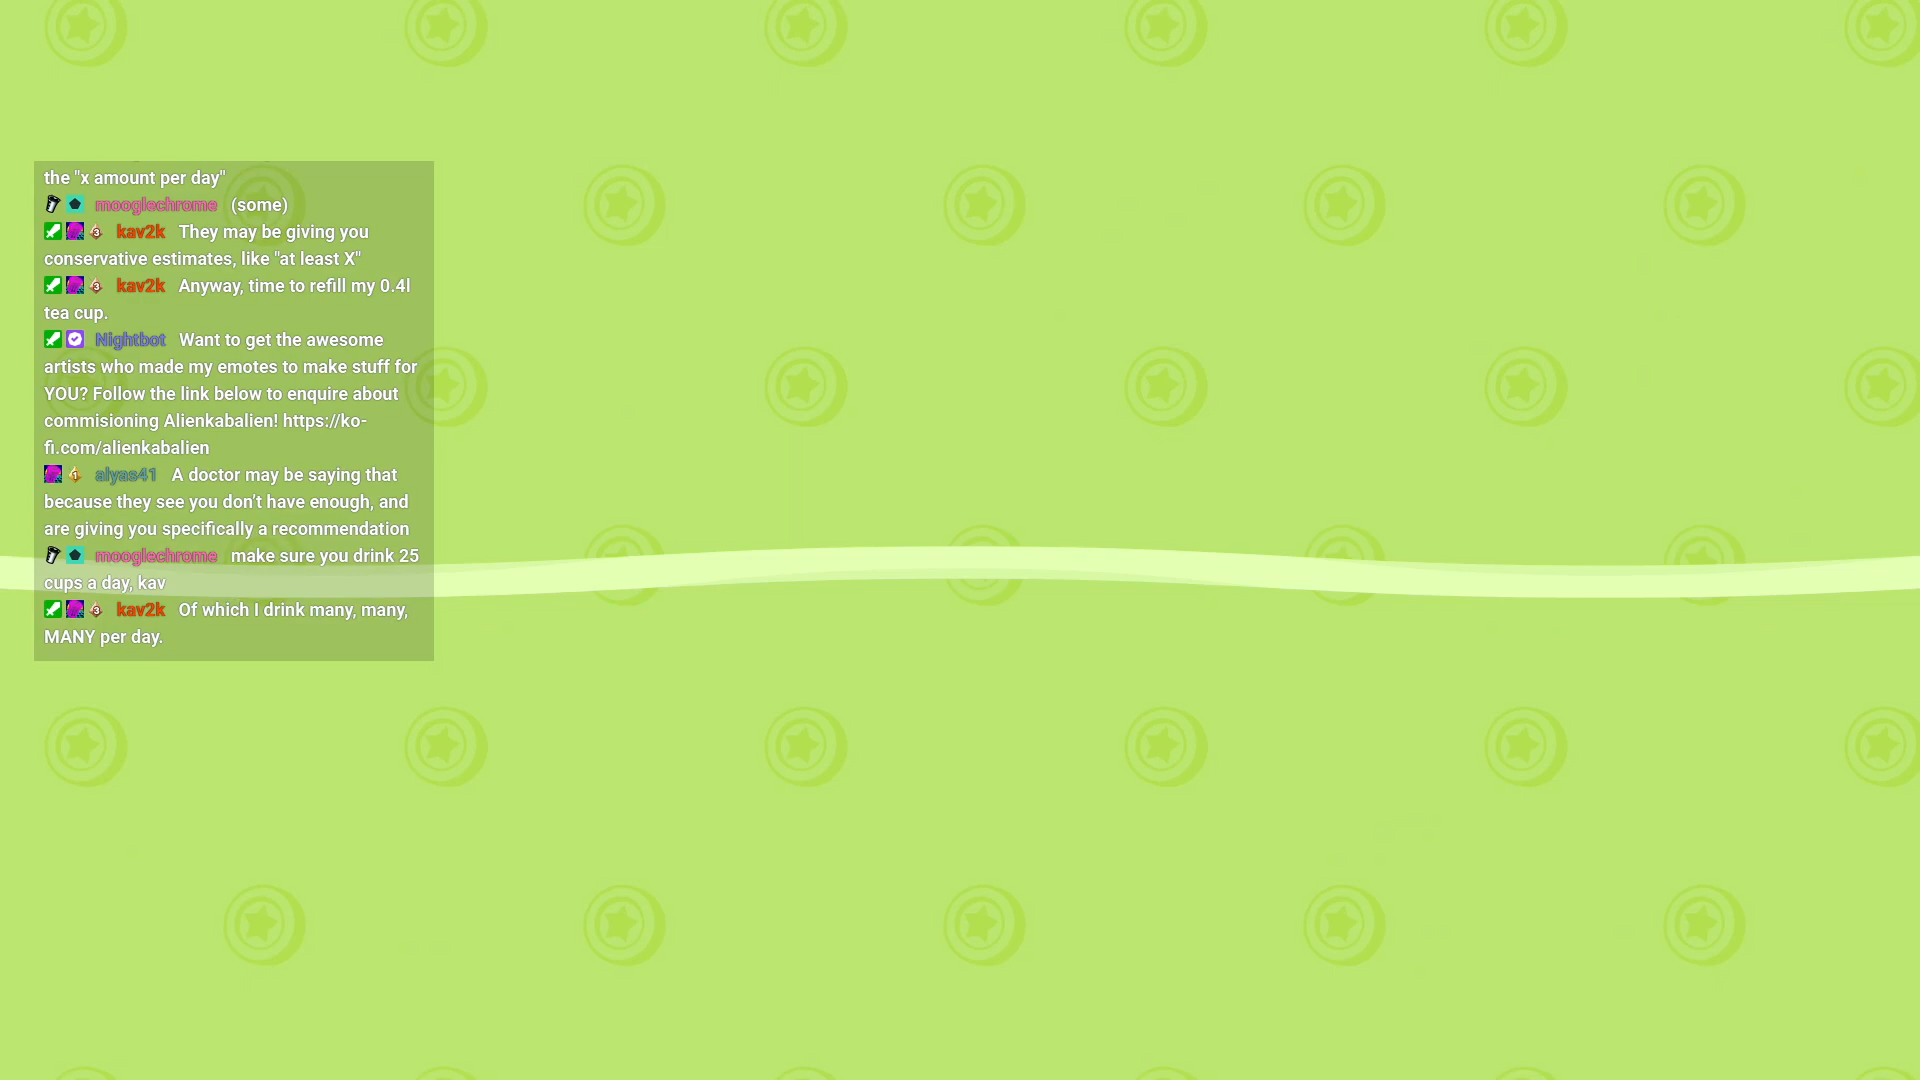 the "x amount per day"
mooglechrome (some)
kav2k They may be giving you
conservative estimates, like "at least X"
kav2k Anyway, time to refill my 0.4l
tea cup.
Nightbot Want to get the awesome
artists who made my emotes to make stuff for
YOU? Follow the link below to enquire about
commisioning Alienkabalien! https://ko-
fi.com/alienkabalien
alyas41 A doctor may be saying that
because they see you don't have enough, and
are giving you specifically a recommendation
mooglechrome make sure you drink 25
cups a day, kav
kav2k Of which I drink many, many,
MANY per day.